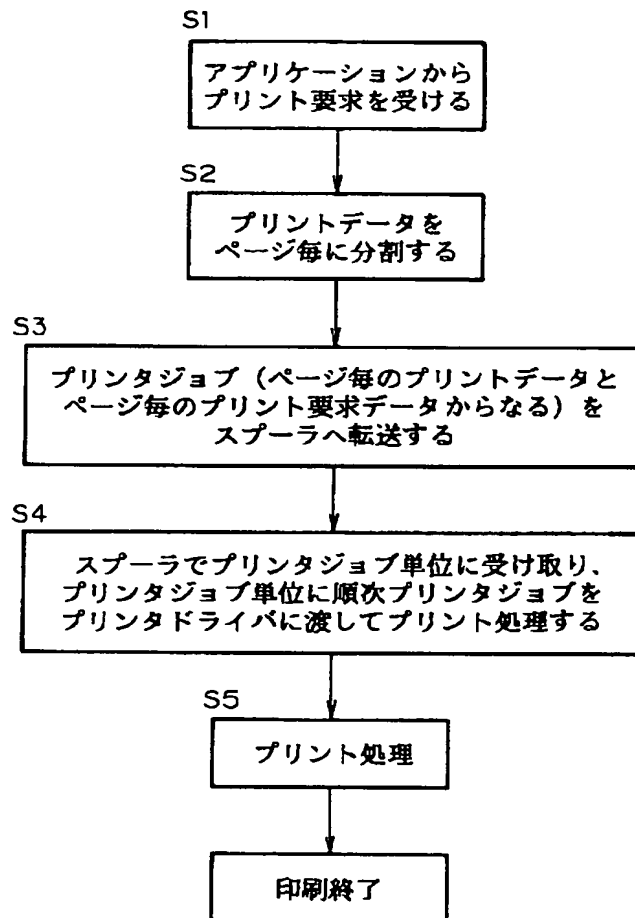 S1
アプリケーションから
プリント要求を受ける
S2
プリントデータを
ページ毎に分割する
S3
プリンタジョブ（ページ毎のプリントデータと
ページ毎のプリント要求データからなる）を
スプーラへ転送する
S4
スプーラでプリンタジョブ単位に受け取り、
プリンタジョブ単位に順次プリンタジョブを
プリンタドライバに渡してプリント処理する
S5
プリント処理
印刷終了